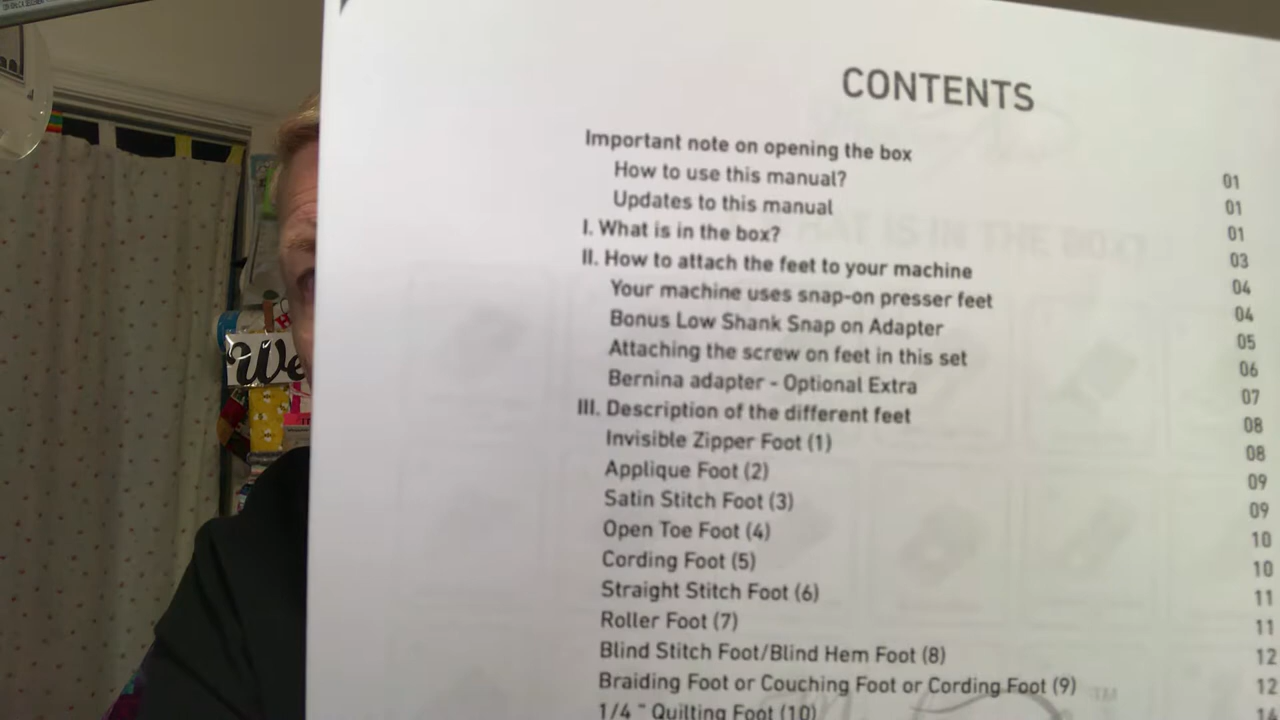 CONTENTS
Important note on opening the box 01
How to use this manual? 01
Updates to this manual 01
I. What is in the box? 03
II. How to attach the feet to your machine 04
Your machine uses snap-on presser feet 04
Bonus Low Shank Snap on Adapter 05
Attaching the screw on feet in this set 06
Bernina adapter - Optional Extra 07
III. Description of the different feet 08
Invisible Zipper Foot (1) 08
Applique Foot (2) 09
Satin Stitch Foot (3) 09
Open Toe Foot (4) 10
Cording Foot (5) 10
Straight Stitch Foot (6) 11
Roller Foot (7) 11
Blind Stitch Foot/Blind Hem Foot (8) 12
Braiding Foot or Couching Foot or Cording Foot (9) 12
1/4 " Quilting Foot (10) 14
We